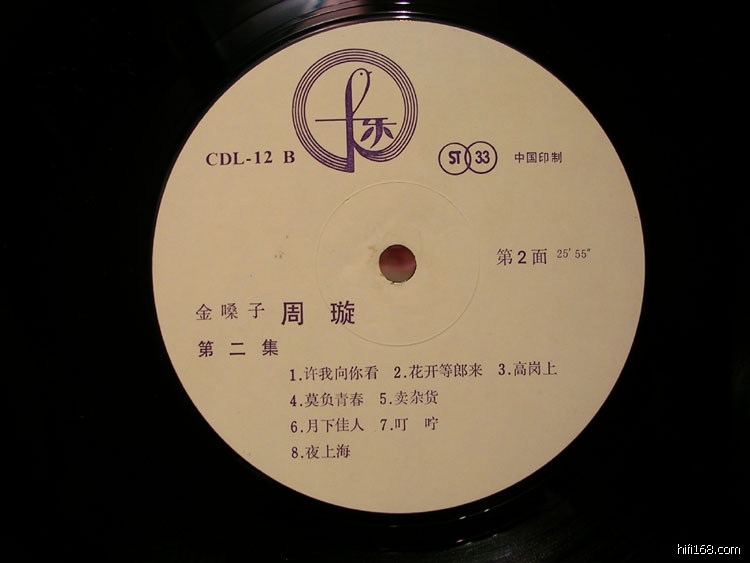 乐
CDL-12 B
ST 33 中国印制
第2面 25′55″
金嗓子 周璇
第二集
1.许我向你看 2.花开等郎来 3.高岗上
4.莫负青春 5.卖杂货
6.月下佳人 7.叮咛
8.夜上海
hifi168.com